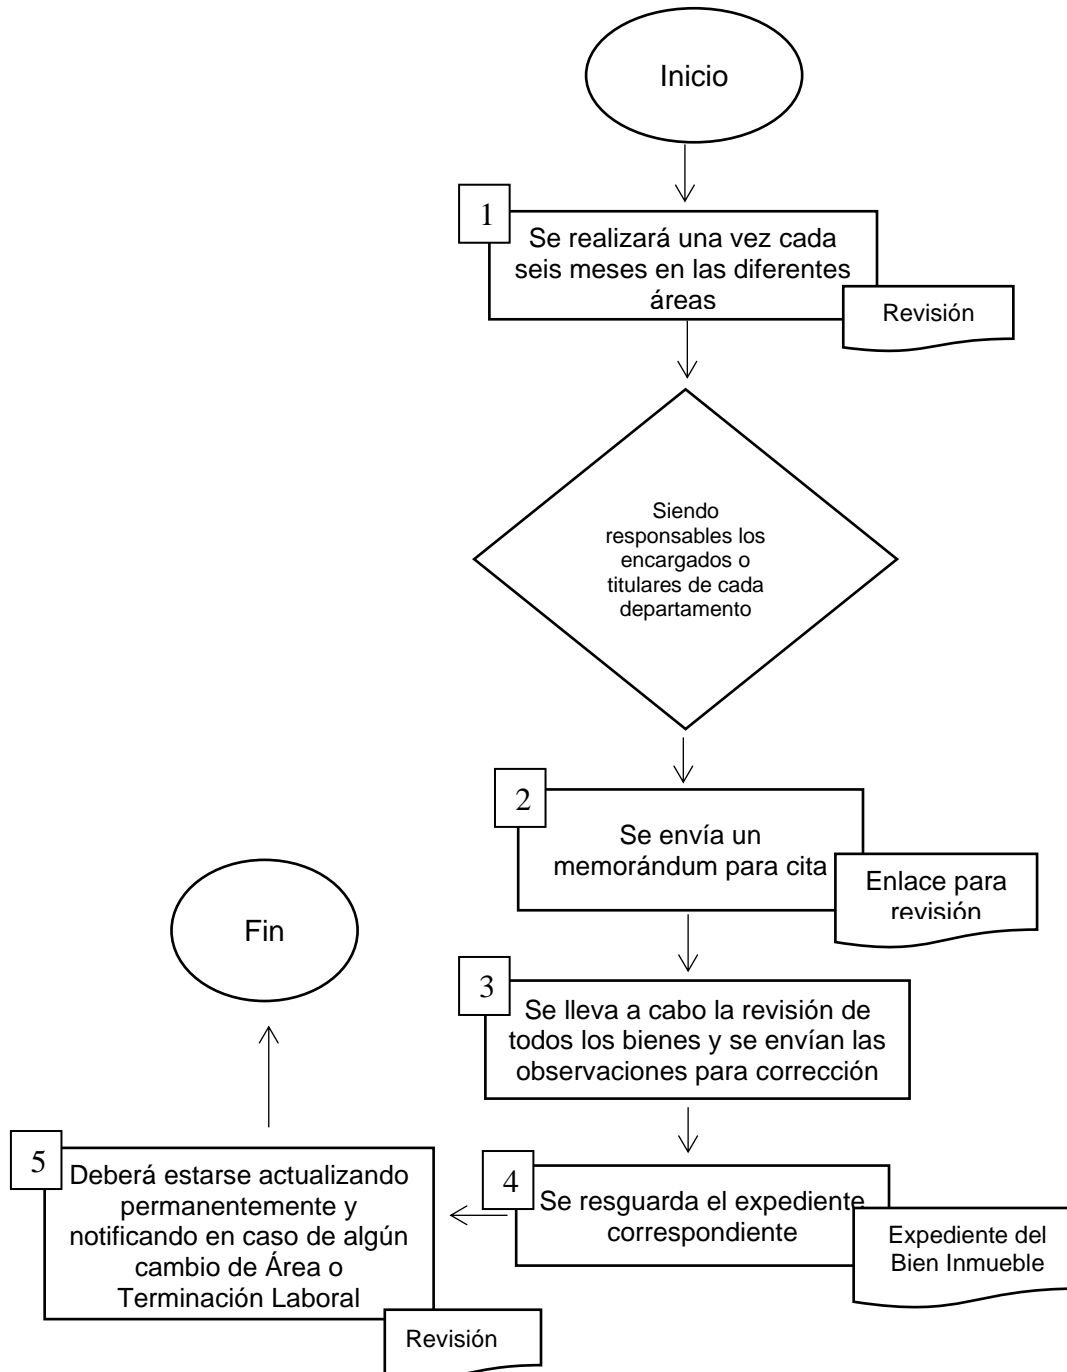 Inicio
1
Se realizará una vez cada
seis meses en las diferentes
áreas
Revisión
Siendo
responsables los
encargados o
titulares de cada
departamento
2
Se envía un
memorándum para cita
Enlace para
revisión
3
Se lleva a cabo la revisión de
todos los bienes y se envían las
observaciones para corrección
4
Se resguarda el expediente
correspondiente
Expediente del
Bien Inmueble
5
Deberá estarse actualizando
permanentemente y
notificando en caso de algún
cambio de Área o
Terminación Laboral
Revisión
Fin